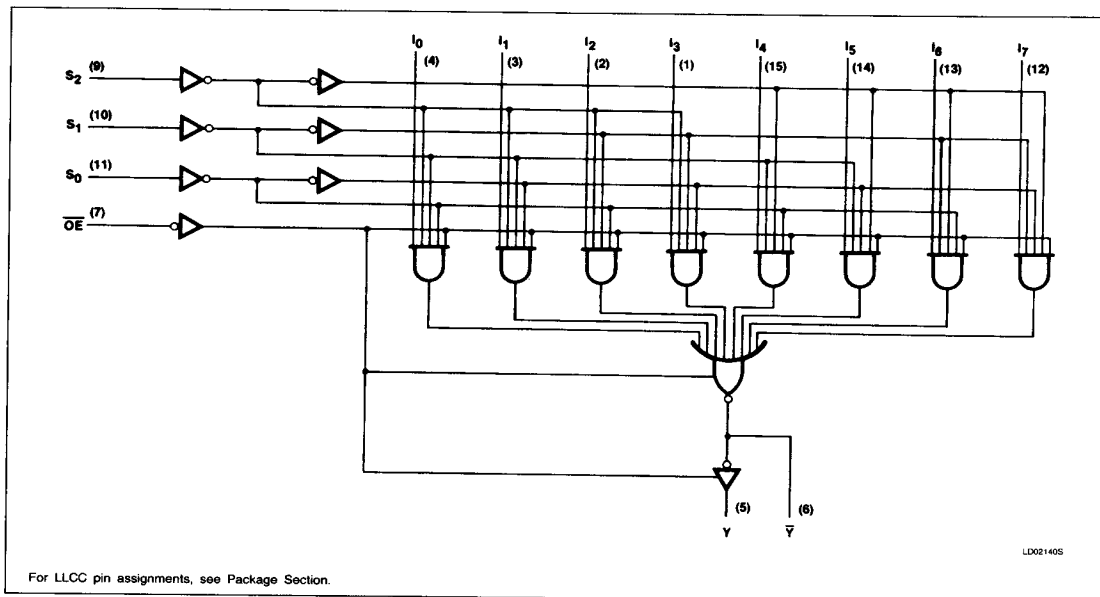 I0 I1 I2 I3 I4 I5 I6 I7
(4) (3) (2) (1) (15) (14) (13) (12)
S2 (9)
S1 (10)
S0 (11)
OE (7)
(5) (6)
Y Y
LD02140S
For LLCC pin assignments, see Package Section.